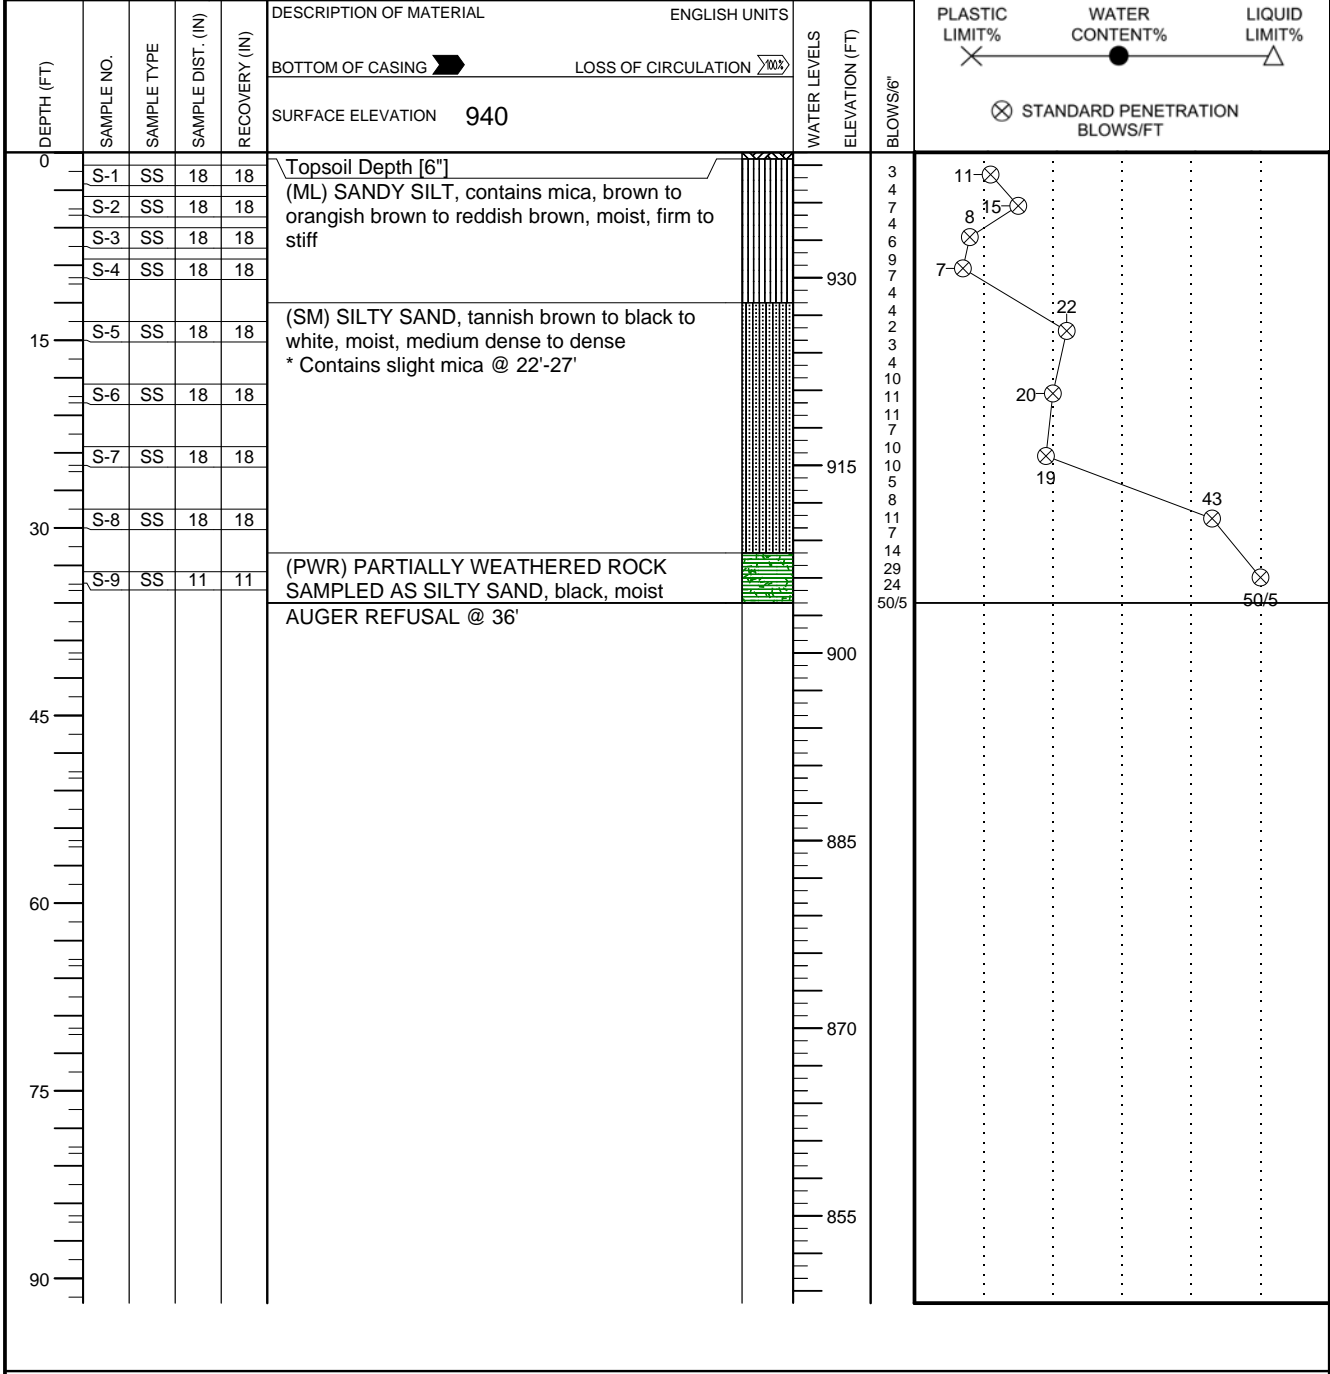 DEPTH (FT)
SAMPLE NO.
SAMPLE TYPE
SAMPLE DIST. (IN)
RECOVERY (IN)
DESCRIPTION OF MATERIAL ENGLISH UNITS
BOTTOM OF CASING LOSS OF CIRCULATION 100%
SURFACE ELEVATION 940
WATER LEVELS
ELEVATION (FT)
BLOWS/6"
PLASTIC LIMIT%
WATER CONTENT%
LIQUID LIMIT%
STANDARD PENETRATION
BLOWS/FT
0
15
30
45
60
75
90
S-1 SS 18 18
S-2 SS 18 18
S-3 SS 18 18
S-4 SS 18 18
S-5 SS 18 18
S-6 SS 18 18
S-7 SS 18 18
S-8 SS 18 18
S-9 SS 11 11
Topsoil Depth [6"]
(ML) SANDY SILT, contains mica, brown to
orangish brown to reddish brown, moist, firm to
stiff
(SM) SILTY SAND, tannish brown to black to
white, moist, medium dense to dense
* Contains slight mica @ 22'-27'
(PWR) PARTIALLY WEATHERED ROCK
SAMPLED AS SILTY SAND, black, moist
AUGER REFUSAL @ 36'
930
915
900
885
870
855
3
4
7
4
6
9
7
4
4
2
3
4
10
11
11
7
10
10
5
8
11
7
14
29
24
50/5
11
15
8
7
22
20
19
43
50/5